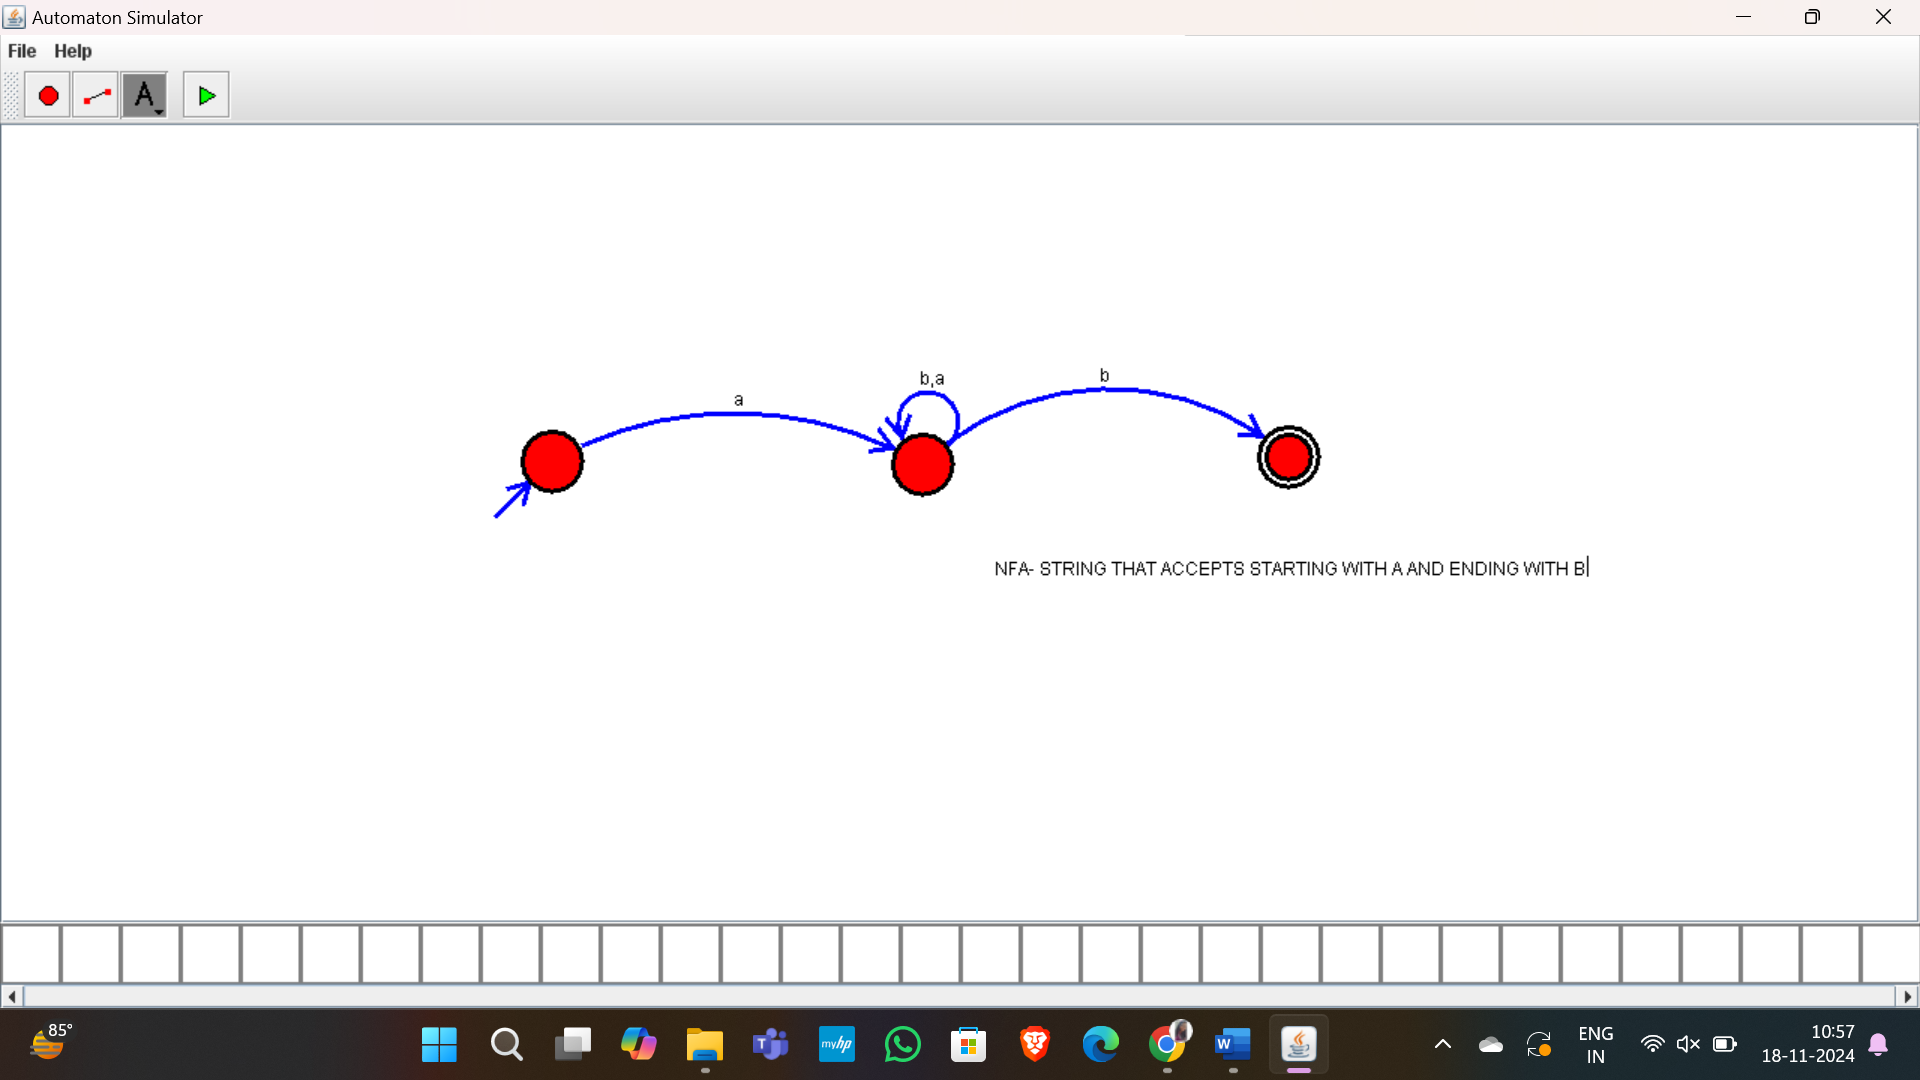 Automaton Simulator
File Help
A
b,a
b
a
NFA- STRING THAT ACCEPTS STARTING WITH A AND ENDING WITH B
85°
myhp
W
ENG
IN
10:57
18-11-2024